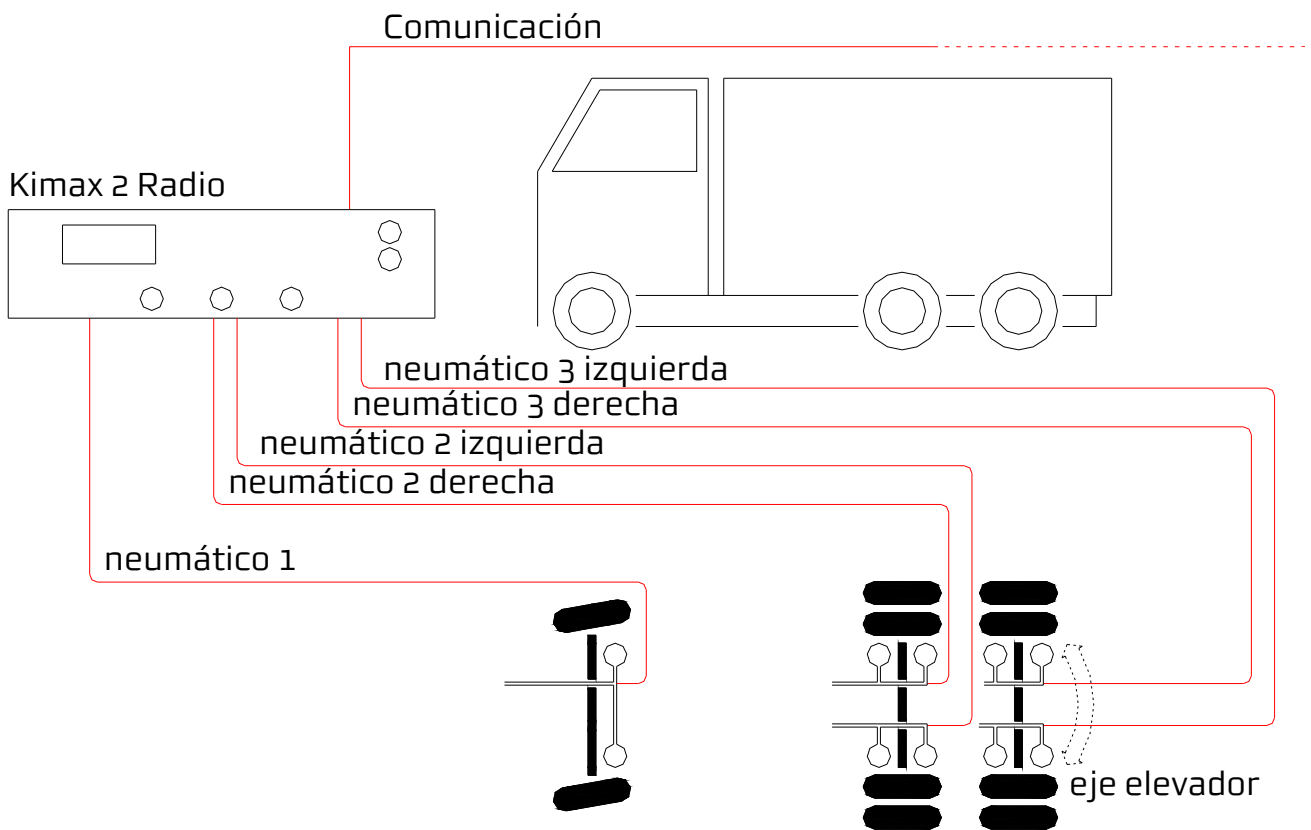 Comunicación
Kimax 2 Radio
neumático 3 izquierda
neumático 3 derecha
neumático 2 izquierda
neumático 2 derecha
neumático 1
eje elevador